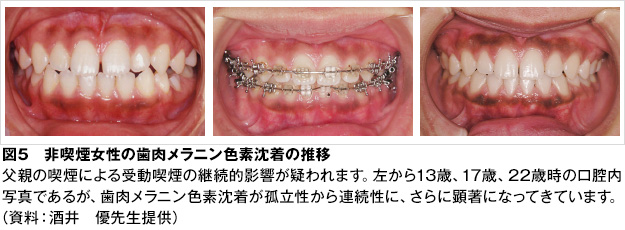 図5　非喫煙女性の歯肉メラニン色素沈着の推移
父親の喫煙による受動喫煙の継続的影響が疑われます。左から13歳、17歳、22歳時の口腔内
写真であるが、歯肉メラニン色素沈着が孤立性から連続性に、さらに顕著になってきています。
（資料：酒井　優先生提供）